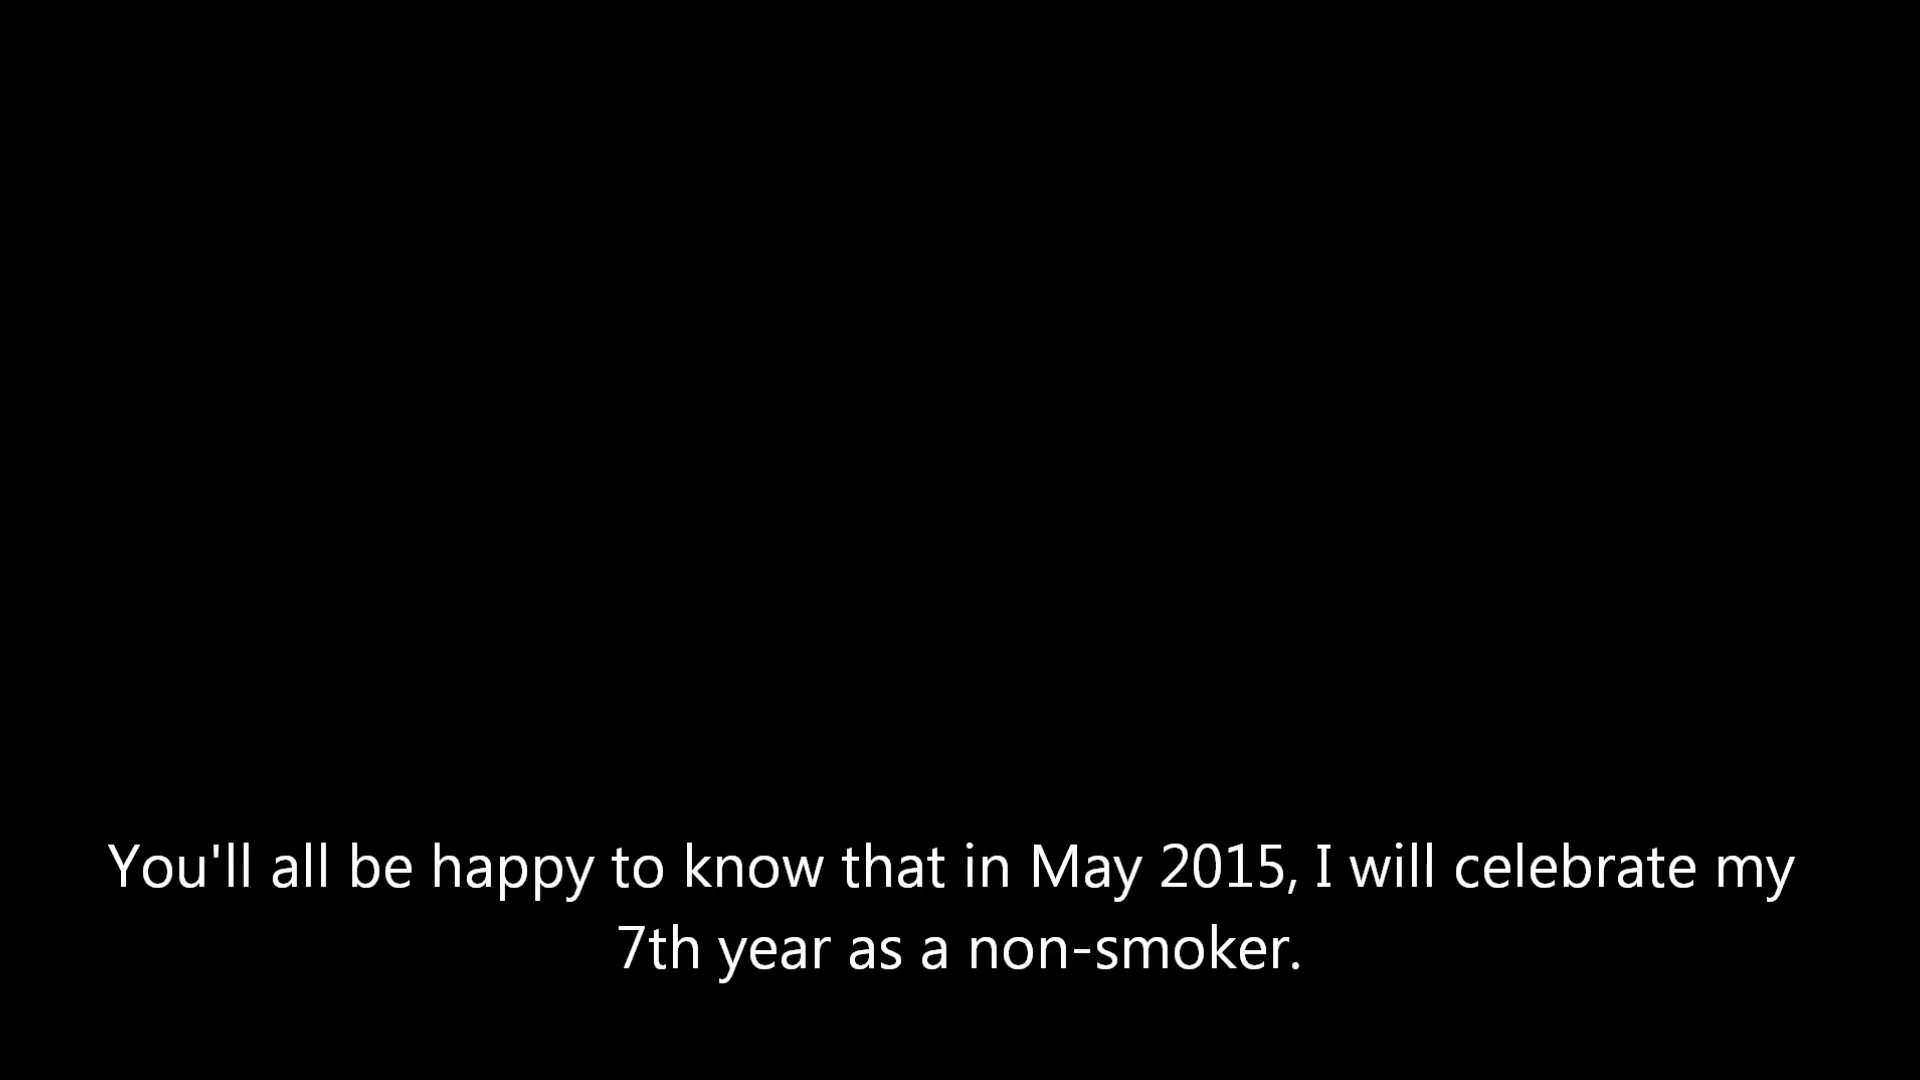 You'll all be happy to know that in May 2015, I will celebrate my
7th year as a non-smoker.